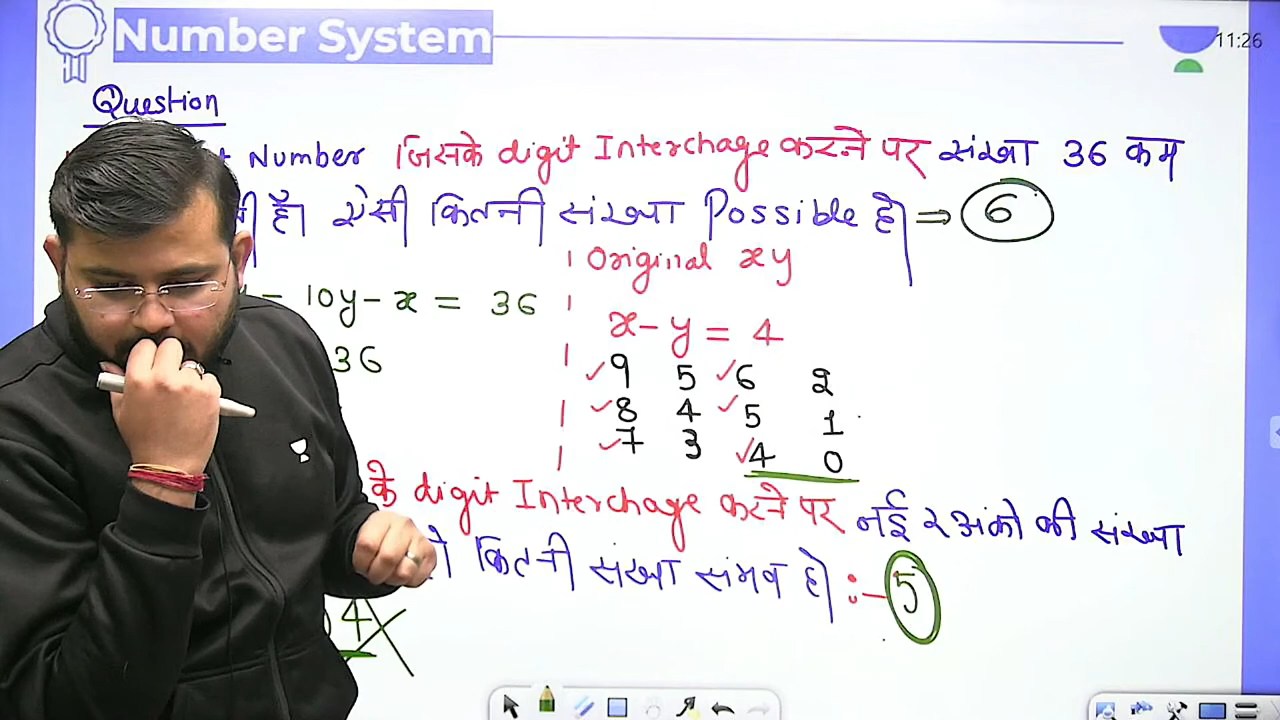 Number System
11:26
Question
Number जिसके digit Interchage करने पर संख्या 36 कम
है। ऐसी कितनी संख्या Possible है। ⇒ 6
Original xy
- 10y - x = 36
x - y = 4
36
9 5 6 2
8 4 5 1
7 3 4 0
के digit Interchage करने पर नई २ अंको की संख्या
कितनी संख्या संभव है। :- 5
4